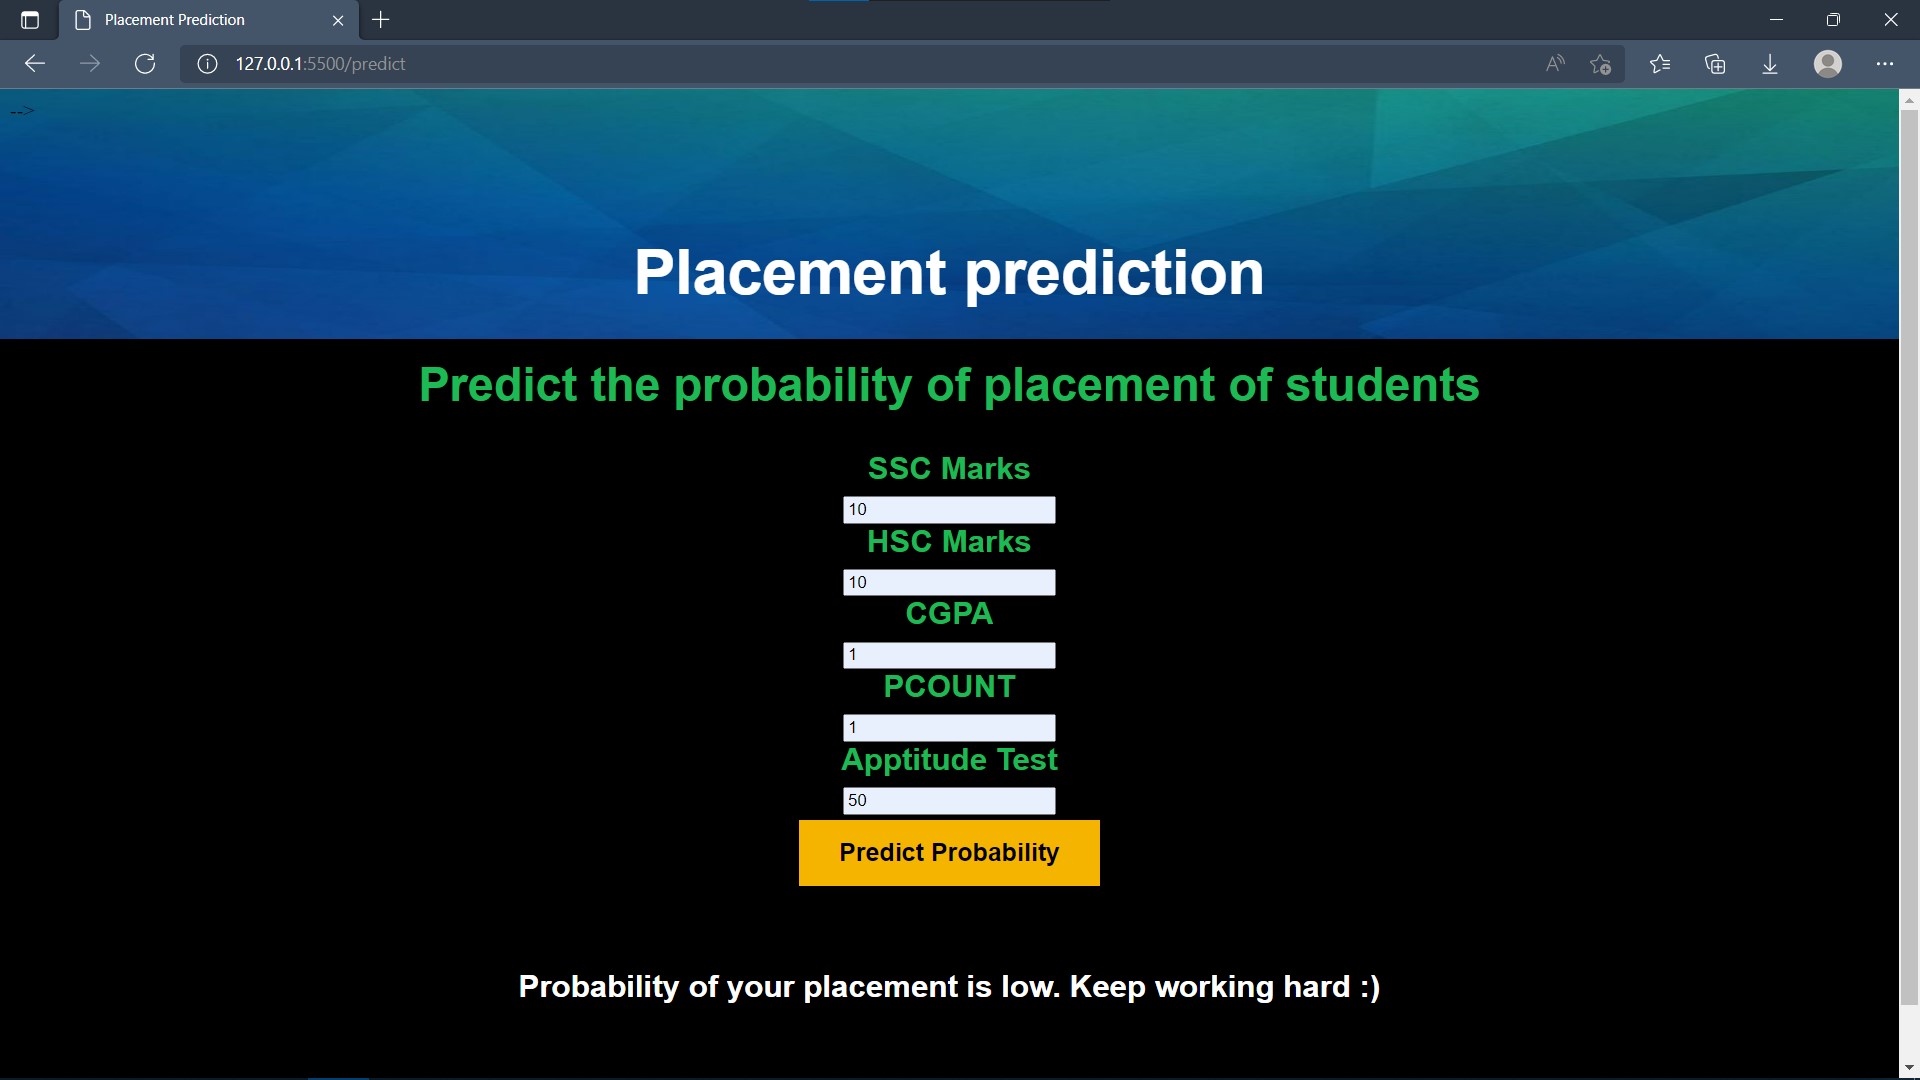 Placement Prediction
127.0.0.1:5500/predict
-->
Placement prediction
Predict the probability of placement of students
SSC Marks
10
HSC Marks
10
CGPA
1
PCOUNT
1
Apptitude Test
50
Predict Probability
Probability of your placement is low. Keep working hard :)